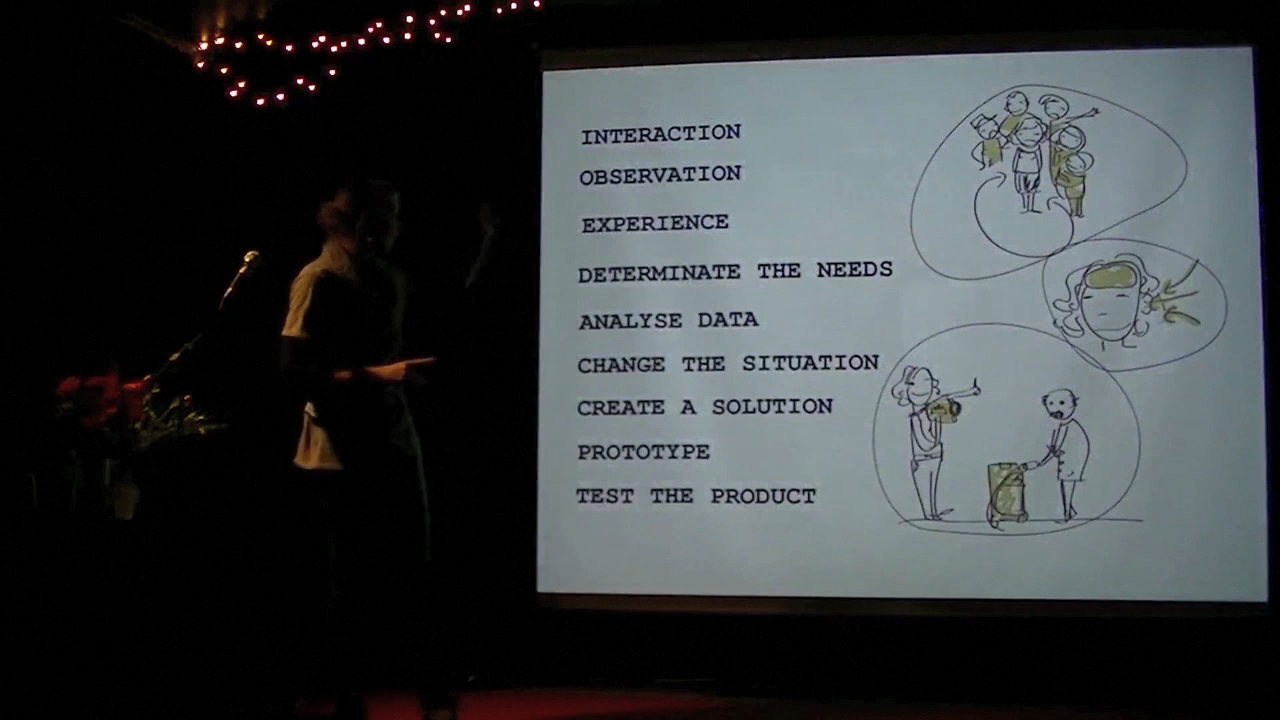 INTERACTION
OBSERVATION
EXPERIENCE
DETERMINATE THE NEEDS
ANALYSE DATA
CHANGE THE SITUATION
CREATE A SOLUTION
PROTOTYPE
TEST THE PRODUCT